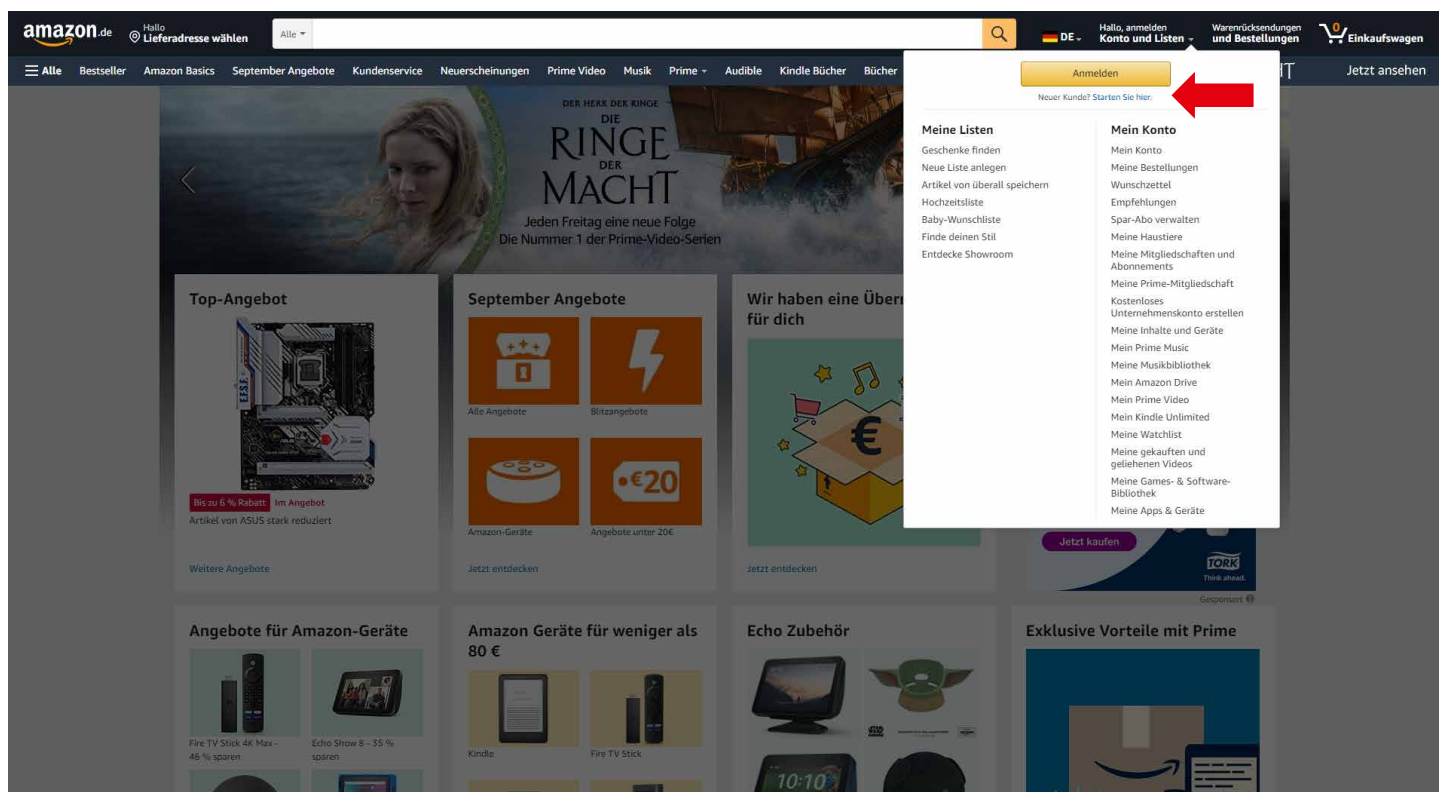 amazon.de
Hallo
Lieferadresse wählen
Alle
DE
Hallo, anmelden
Konto und Listen
Warenrücksendungen
und Bestellungen
0
Einkaufswagen
Alle
Bestseller
Amazon Basics
September Angebote
Kundenservice
Neuerscheinungen
Prime Video
Musik
Prime
Audible
Kindle Bücher
Bücher
Jetzt ansehen
Anmelden
Neuer Kunde? Starten Sie hier.
Meine Listen
Geschenke finden
Neue Liste anlegen
Artikel von überall speichern
Hochzeitsliste
Baby-Wunschliste
Finde deinen Stil
Entdecke Showroom
Mein Konto
Mein Konto
Meine Bestellungen
Wunschzettel
Empfehlungen
Spar-Abo verwalten
Meine Haustiere
Meine Mitgliedschaften und
Abonnements
Meine Prime-Mitgliedschaft
Kostenloses
Unternehmenskonto erstellen
Meine Inhalte und Geräte
Mein Prime Music
Meine Musikbibliothek
Mein Amazon Drive
Mein Prime Video
Mein Kindle Unlimited
Meine Watchlist
Meine gekauften und
geliehenen Videos
Meine Games- & Software-
Bibliothek
Meine Apps & Geräte
DER HERR DER RINGE
DIE
RINGE
DER
MACHT
Jeden Freitag eine neue Folge
Die Nummer 1 der Prime-Video-Serien
Top-Angebot
Bis zu 6 % Rabatt
Im Angebot
Artikel von ASUS stark reduziert
Weitere Angebote
September Angebote
Alle Angebote
Blitzangebote
€20
Amazon-Geräte
Angebote unter 20€
Jetzt entdecken
Wir haben eine
für dich
€
Jetzt entdecken
Jetzt kaufen
TORK
Think ahead.
Gesponsert
Angebote für Amazon-Geräte
Fire TV Stick 4K Max –
46 % sparen
Echo Show 8 – 35 %
sparen
Amazon Geräte für weniger als
80 €
Kindle
Fire TV Stick
Echo Zubehör
STAR WARS
10:10
Exklusive Vorteile mit Prime